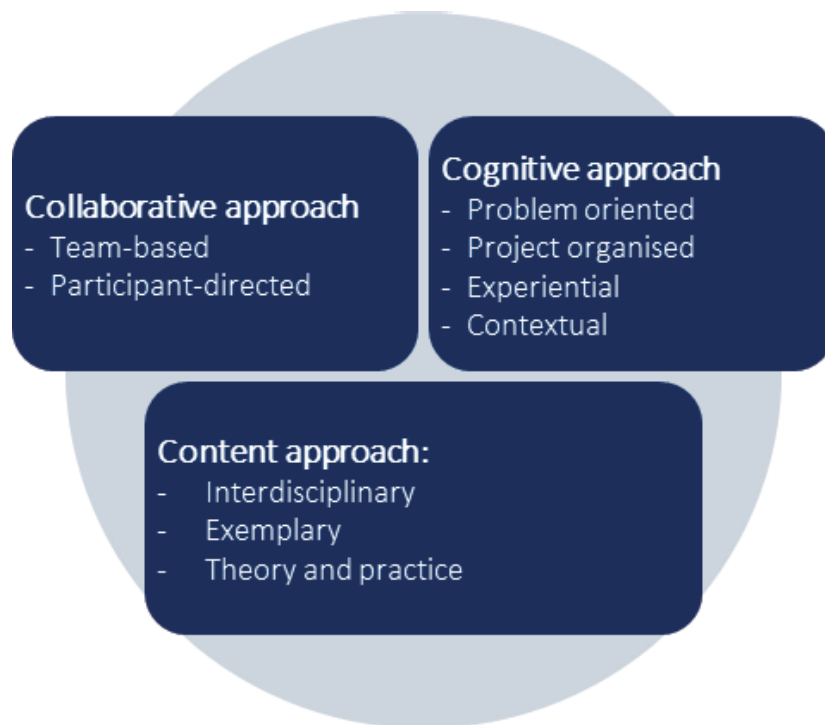 Collaborative approach
- Team-based
- Participant-directed
Cognitive approach
- Problem oriented
- Project organised
- Experiential
- Contextual
Content approach:
- Interdisciplinary
- Exemplary
- Theory and practice